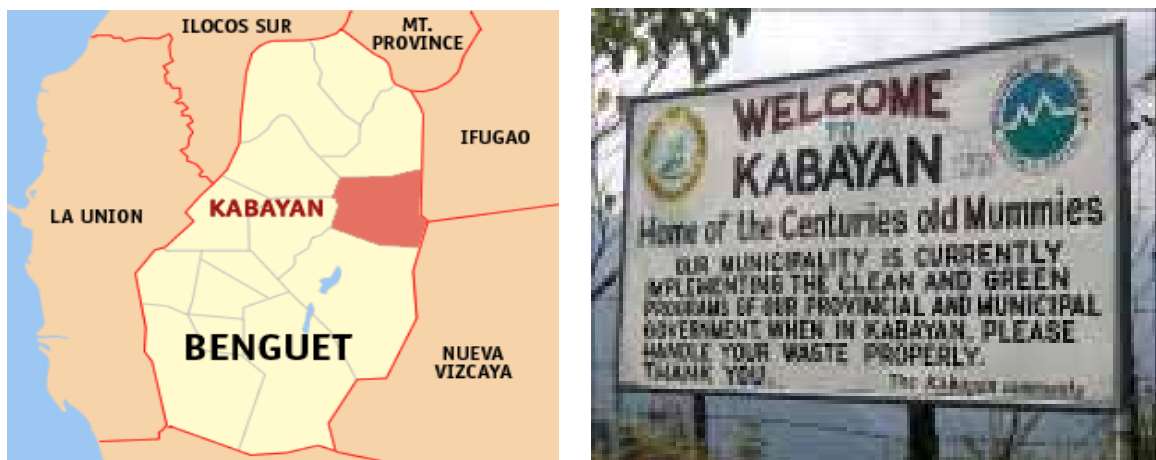 ILOCOS SUR
MT.
PROVINCE
IFUGAO
LA UNION
KABAYAN
BENGUET
NUEVA
VIZCAYA
WELCOME
TO
KABAYAN
Home of the Centuries old Mummies
OUR MUNICIPALITY IS CURRENTLY
IMPLEMENTING THE CLEAN AND GREEN
PROGRAMS OF OUR PROVINCIAL AND MUNICIPAL
GOVERNMENT. WHEN IN KABAYAN, PLEASE
HANDLE YOUR WASTE PROPERLY.
THANK YOU.
The Kabayan community